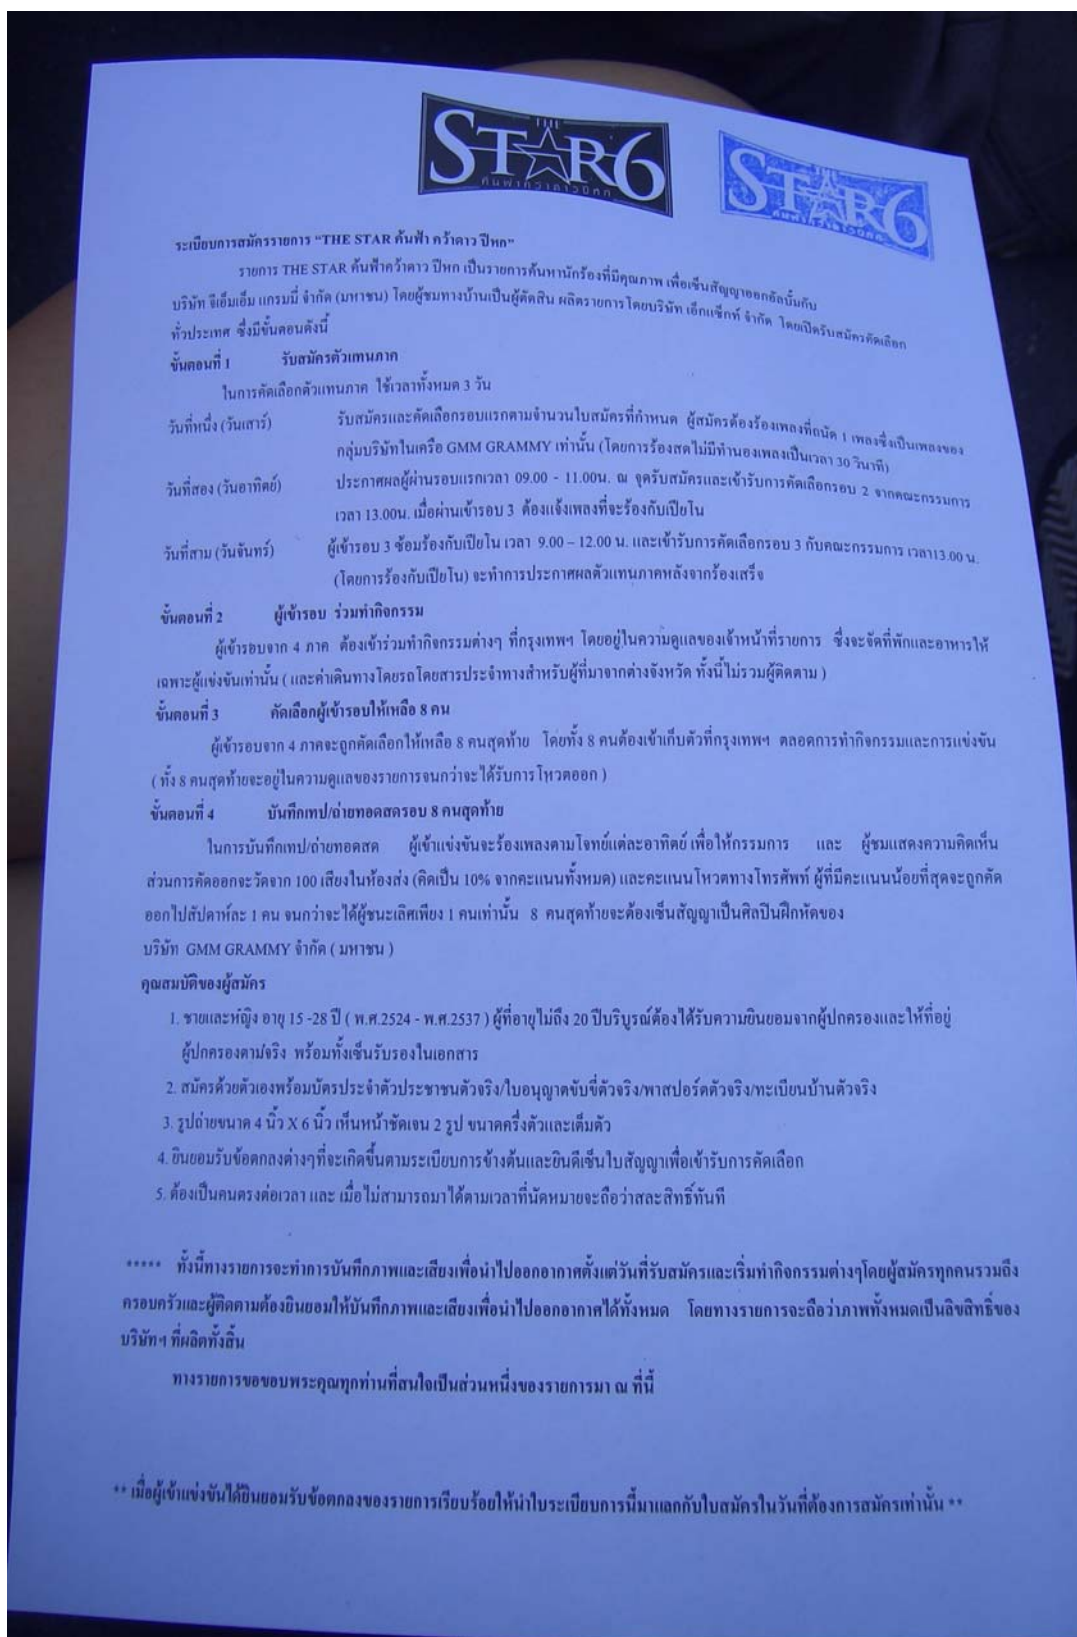 THE
STAR6
ค้นฟ้าคว้าดาวปีหก
THE
STAR6
ค้นฟ้าคว้าดาวปีหก
ระเบียบการสมัครรายการ “THE STAR ค้นฟ้า คว้าดาว ปีหก”
รายการ THE STAR ค้นฟ้าคว้าดาว ปีหก เป็นรายการค้นหานักร้องที่มีคุณภาพ เพื่อเซ็นสัญญาออกอัลบั้มกับ
บริษัท จีเอ็มเอ็ม แกรมมี่ จำกัด (มหาชน) โดยผู้ชมทางบ้านเป็นผู้ตัดสิน ผลิตรายการโดยบริษัท เอ็กแซ็กท์ จำกัด โดยเปิดรับสมัครคัดเลือก
ทั่วประเทศ ซึ่งมีขั้นตอนดังนี้
ขั้นตอนที่ 1 รับสมัครตัวแทนภาค
ในการคัดเลือกตัวแทนภาค ใช้เวลาทั้งหมด 3 วัน
วันที่หนึ่ง (วันเสาร์) รับสมัครและคัดเลือกรอบแรกตามจำนวนใบสมัครที่กำหนด ผู้สมัครต้องร้องเพลงที่ถนัด 1 เพลงซึ่งเป็นเพลงของ
กลุ่มบริษัทในเครือ GMM GRAMMY เท่านั้น (โดยการร้องสดไม่มีทำนองเพลงเป็นเวลา 30 วินาที)
วันที่สอง (วันอาทิตย์) ประกาศผลผู้ผ่านรอบแรกเวลา 09.00 - 11.00น. ณ จุดรับสมัครและเข้ารับการคัดเลือกรอบ 2 จากคณะกรรมการ
เวลา 13.00น. เมื่อผ่านเข้ารอบ 3 ต้องแจ้งเพลงที่จะร้องกับเปียโน
วันที่สาม (วันจันทร์) ผู้เข้ารอบ 3 ซ้อมร้องกับเปียโน เวลา 9.00 – 12.00 น. และเข้ารับการคัดเลือกรอบ 3 กับคณะกรรมการ เวลา13.00 น.
(โดยการร้องกับเปียโน) จะทำการประกาศผลตัวแทนภาคหลังจากร้องเสร็จ
ขั้นตอนที่ 2 ผู้เข้ารอบ ร่วมทำกิจกรรม
ผู้เข้ารอบจาก 4 ภาค ต้องเข้าร่วมทำกิจกรรมต่างๆ ที่กรุงเทพฯ โดยอยู่ในความดูแลของเจ้าหน้าที่รายการ ซึ่งจะจัดที่พักและอาหารให้
เฉพาะผู้แข่งขันเท่านั้น ( และค่าเดินทางโดยรถโดยสารประจำทางสำหรับผู้ที่มาจากต่างจังหวัด ทั้งนี้ไม่รวมผู้ติดตาม )
ขั้นตอนที่ 3 คัดเลือกผู้เข้ารอบให้เหลือ 8 คน
ผู้เข้ารอบจาก 4 ภาคจะถูกคัดเลือกให้เหลือ 8 คนสุดท้าย โดยทั้ง 8 คนต้องเข้าเก็บตัวที่กรุงเทพฯ ตลอดการทำกิจกรรมและการแข่งขัน
( ทั้ง 8 คนสุดท้ายจะอยู่ในความดูแลของรายการจนกว่าจะได้รับการโหวตออก )
ขั้นตอนที่ 4 บันทึกเทป/ถ่ายทอดสดรอบ 8 คนสุดท้าย
ในการบันทึกเทป/ถ่ายทอดสด ผู้เข้าแข่งขันจะร้องเพลงตามโจทย์แต่ละอาทิตย์ เพื่อให้กรรมการ และ ผู้ชมแสดงความคิดเห็น
ส่วนการคัดออกจะวัดจาก 100 เสียงในห้องส่ง (คิดเป็น 10% จากคะแนนทั้งหมด) และคะแนนโหวตทางโทรศัพท์ ผู้ที่มีคะแนนน้อยที่สุดจะถูกคัด
ออกไปสัปดาห์ละ 1 คน จนกว่าจะได้ผู้ชนะเลิศเพียง 1 คนเท่านั้น 8 คนสุดท้ายจะต้องเซ็นสัญญาเป็นศิลปินฝึกหัดของ
บริษัท GMM GRAMMY จำกัด ( มหาชน )
คุณสมบัติของผู้สมัคร
1. ชายและหญิง อายุ 15 -28 ปี ( พ.ศ.2524 - พ.ศ.2537 ) ผู้ที่อายุไม่ถึง 20 ปีบริบูรณ์ต้องได้รับความยินยอมจากผู้ปกครองและให้ที่อยู่
ผู้ปกครองตามจริง พร้อมทั้งเซ็นรับรองในเอกสาร
2. สมัครด้วยตัวเองพร้อมบัตรประจำตัวประชาชนตัวจริง/ใบอนุญาตขับขี่ตัวจริง/พาสปอร์ตตัวจริง/ทะเบียนบ้านตัวจริง
3. รูปถ่ายขนาด 4 นิ้ว X 6 นิ้ว เห็นหน้าชัดเจน 2 รูป ขนาดครึ่งตัวและเต็มตัว
4. ยินยอมรับข้อตกลงต่างๆที่จะเกิดขึ้นตามระเบียบการข้างต้นและยินดีเซ็นใบสัญญาเพื่อเข้ารับการคัดเลือก
5. ต้องเป็นคนตรงต่อเวลา และ เมื่อไม่สามารถมาได้ตามเวลาที่นัดหมายจะถือว่าสละสิทธิ์ทันที
***** ทั้งนี้ทางรายการจะทำการบันทึกภาพและเสียงเพื่อนำไปออกอากาศตั้งแต่วันที่รับสมัครและเริ่มทำกิจกรรมต่างๆโดยผู้สมัครทุกคนรวมถึง
ครอบครัวและผู้ติดตามต้องยินยอมให้บันทึกภาพและเสียงเพื่อนำไปออกอากาศได้ทั้งหมด โดยทางรายการจะถือว่าภาพทั้งหมดเป็นลิขสิทธิ์ของ
บริษัทฯ ที่ผลิตทั้งสิ้น
ทางรายการขอขอบพระคุณทุกท่านที่สนใจเป็นส่วนหนึ่งของรายการมา ณ ที่นี้
** เมื่อผู้เข้าแข่งขันได้ยินยอมรับข้อตกลงของรายการเรียบร้อยให้นำใบระเบียบการนี้มาแลกกับใบสมัครในวันที่ต้องการสมัครเท่านั้น **